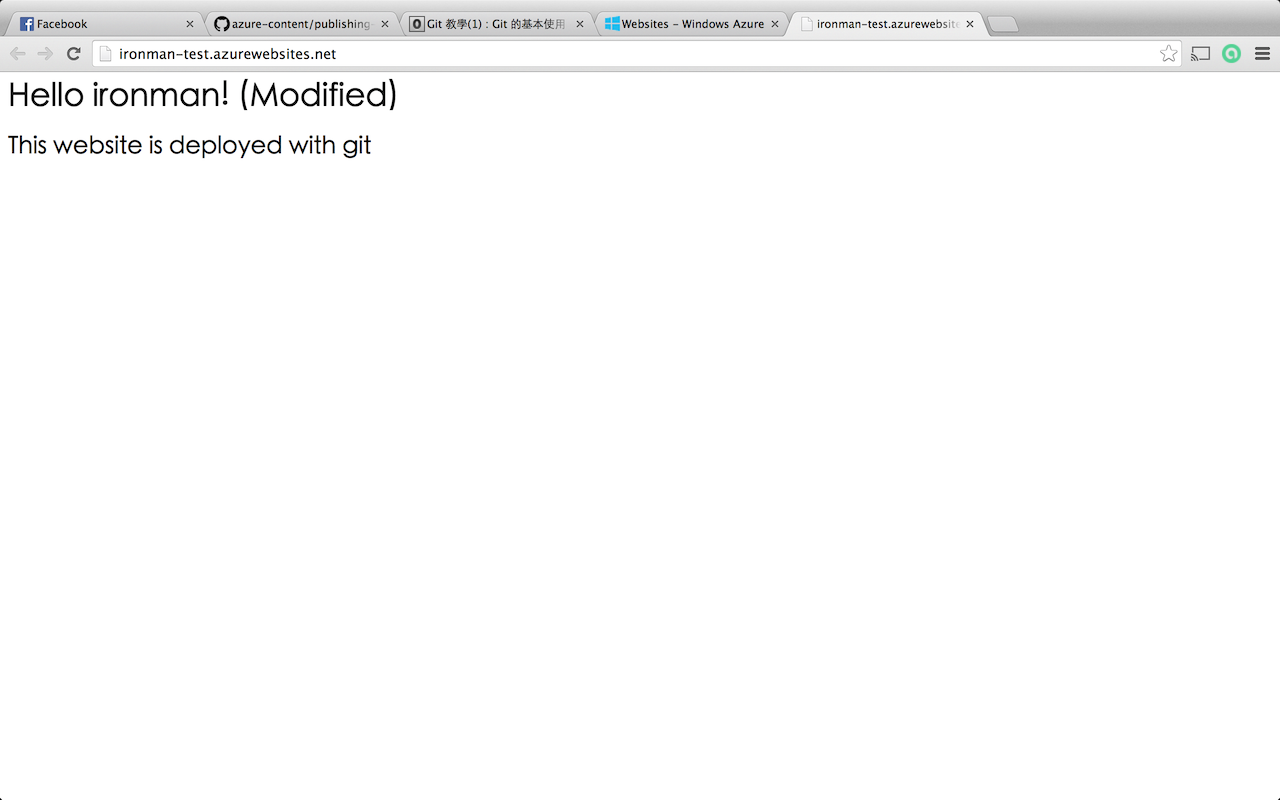 Facebook
azure-content/publishing-
Git 教學(1) : Git 的基本使用
Websites - Windows Azure
ironman-test.azurewebsite
ironman-test.azurewebsites.net
Hello ironman! (Modified)
This website is deployed with git